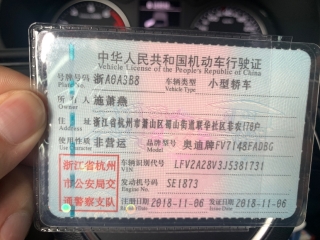 中华人民共和国机动车行驶证
Vehicle License of the People's Republic of China
号牌号码 浙A0A3B8 车辆类型 小型轿车
Plate No. Vehicle Type
所有人 施萧燕
Owner
住址 浙江省杭州市萧山区蜀山街道联华社区非农170户
Address
使用性质 非营运 品牌型号 奥迪牌FV7148FADBG
Use Character Model
浙江省杭州 车辆识别代号 LFV2A28V3J5381731
VIN
市公安局交 发动机号码 SE1873
Engine No.
通警察支队 注册日期 2018-11-06 发证日期 2018-11-06
Register Date Issue Date